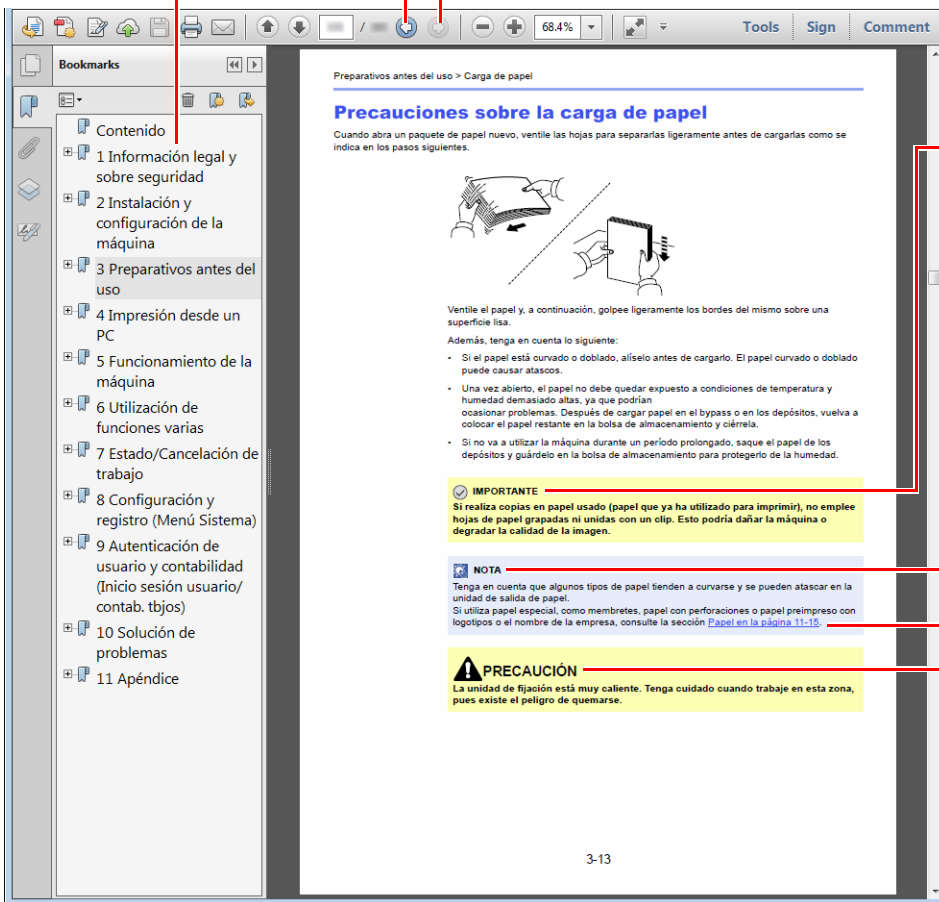 /
68.4%
Tools
Sign
Comment
Bookmarks
Contenido
1 Información legal y
sobre seguridad
2 Instalación y
configuración de la
máquina
3 Preparativos antes del
uso
4 Impresión desde un
PC
5 Funcionamiento de la
máquina
6 Utilización de
funciones varias
7 Estado/Cancelación de
trabajo
8 Configuración y
registro (Menú Sistema)
9 Autenticación de
usuario y contabilidad
(Inicio sesión usuario/
contab. tbjos)
10 Solución de
problemas
11 Apéndice
Preparativos antes del uso > Carga de papel
Precauciones sobre la carga de papel
Cuando abra un paquete de papel nuevo, ventile las hojas para separarlas ligeramente antes de cargarlas como se
indica en los pasos siguientes.
Ventile el papel y, a continuación, golpee ligeramente los bordes del mismo sobre una
superficie lisa.
Además, tenga en cuenta lo siguiente:
• Si el papel está curvado o doblado, alíselo antes de cargarlo. El papel curvado o doblado
puede causar atascos.
• Una vez abierto, el papel no debe quedar expuesto a condiciones de temperatura y
humedad demasiado altas, ya que podrían
ocasionar problemas. Después de cargar papel en el bypass o en los depósitos, vuelva a
colocar el papel restante en la bolsa de almacenamiento y ciérrela.
• Si no va a utilizar la máquina durante un período prolongado, saque el papel de los
depósitos y guárdelo en la bolsa de almacenamiento para protegerlo de la humedad.
IMPORTANTE
Si realiza copias en papel usado (papel que ya ha utilizado para imprimir), no emplee
hojas de papel grapadas ni unidas con un clip. Esto podría dañar la máquina o
degradar la calidad de la imagen.
NOTA
Tenga en cuenta que algunos tipos de papel tienden a curvarse y se pueden atascar en la
unidad de salida de papel.
Si utiliza papel especial, como membretes, papel con perforaciones o papel preimpreso con
logotipos o el nombre de la empresa, consulte la sección Papel en la página 11-15.
PRECAUCIÓN
La unidad de fijación está muy caliente. Tenga cuidado cuando trabaje en esta zona,
pues existe el peligro de quemarse.
3-13